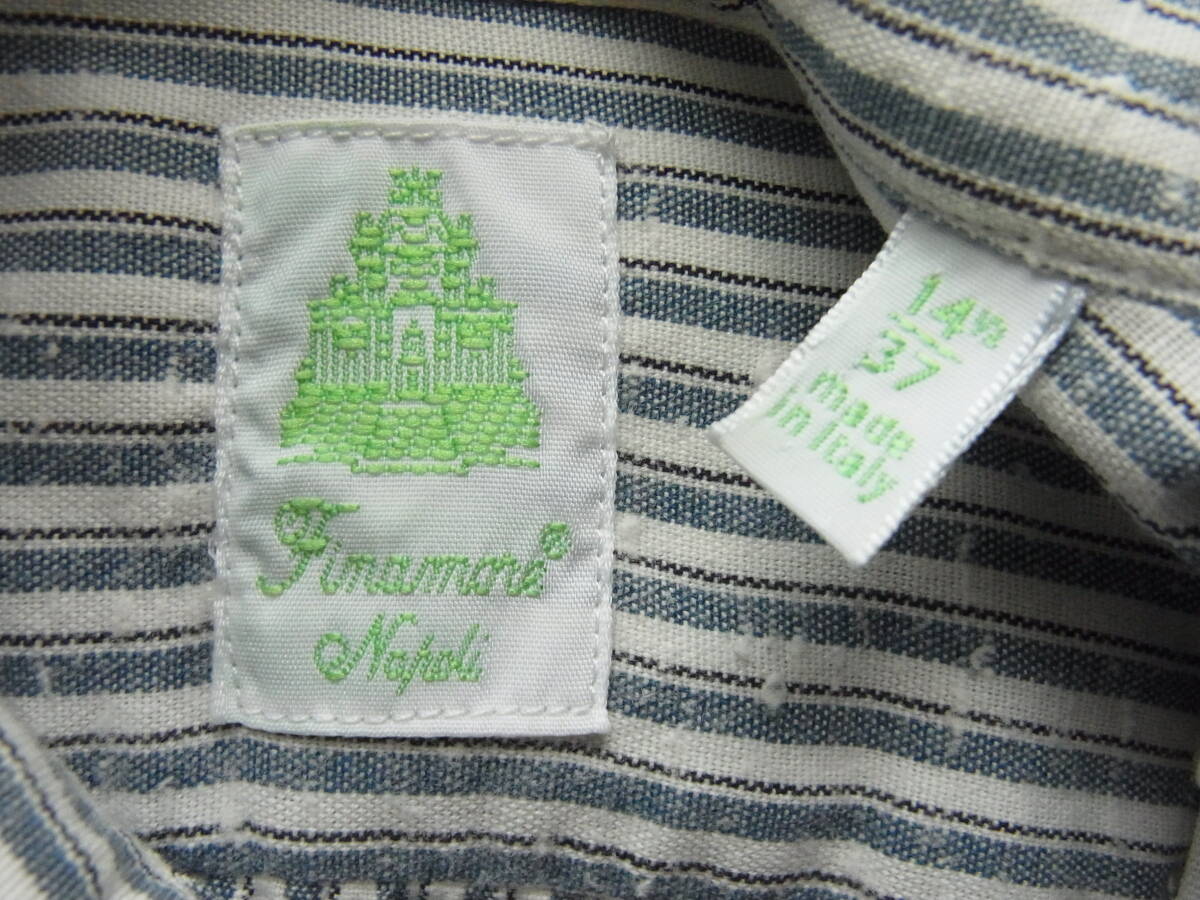 Finamore®
Napoli
14½
37
made
in Italy